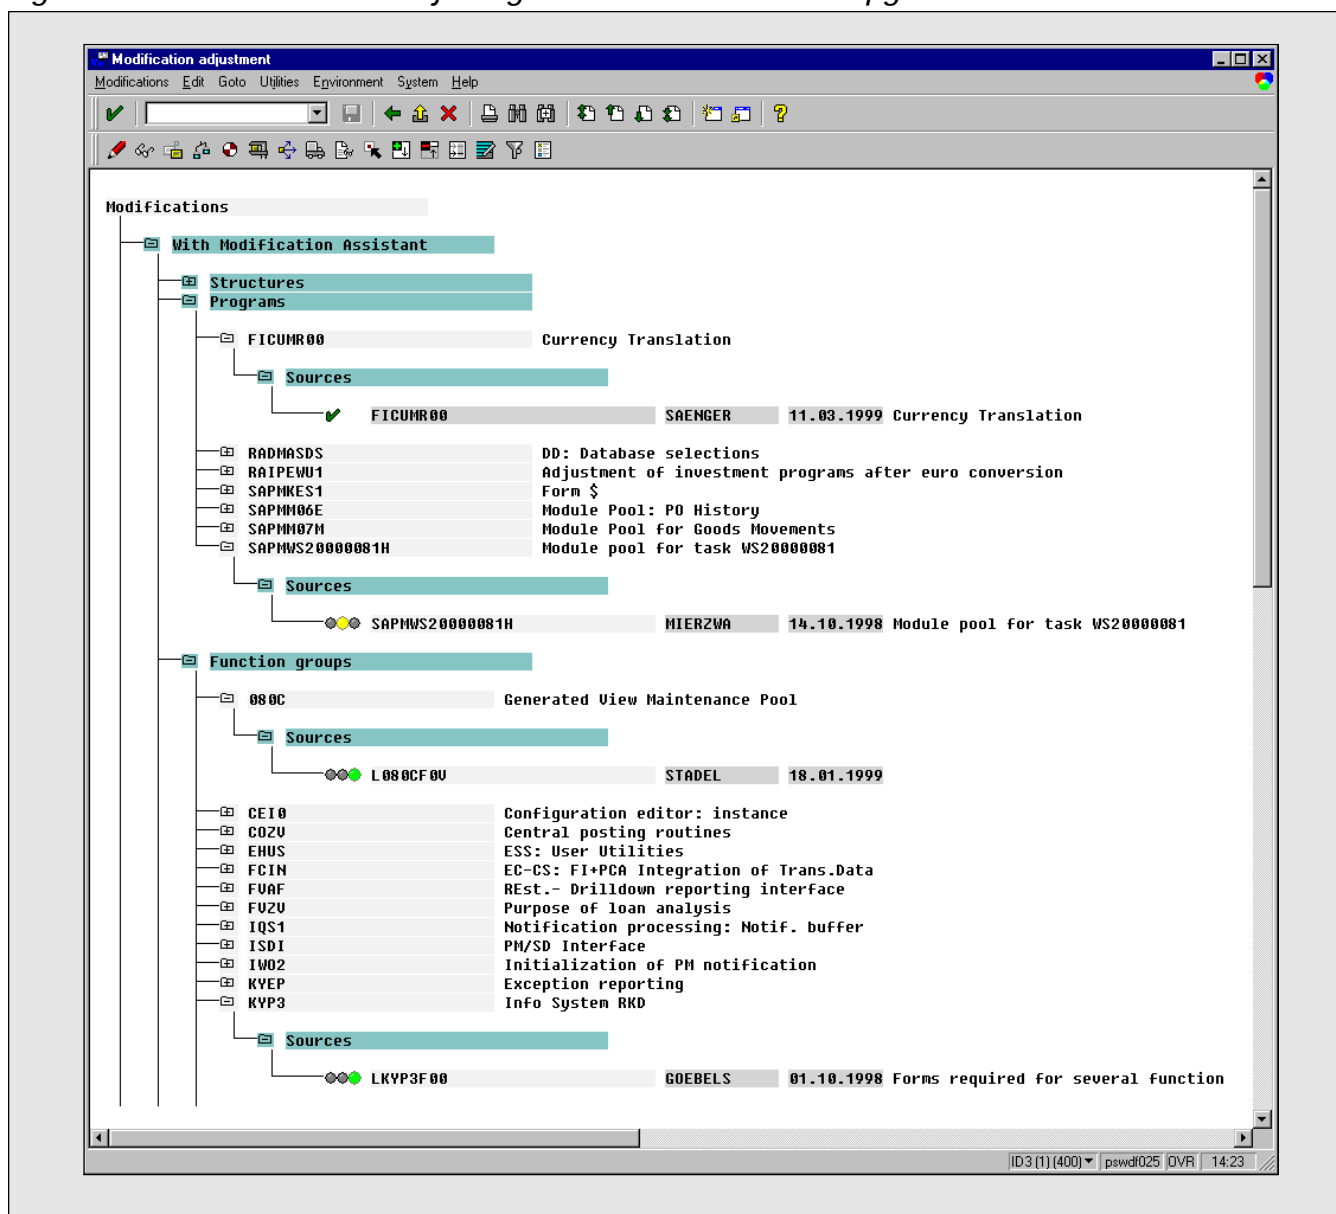 Modification adjustment
Modifications Edit Goto Utilities Environment System Help
Modifications
With Modification Assistant
Structures
Programs
FICUMR00 Currency Translation
Sources
FICUMR00 SAENGER 11.03.1999 Currency Translation
RADMASDS DD: Database selections
RAIPEWU1 Adjustment of investment programs after euro conversion
SAPMKES1 Form $
SAPMM06E Module Pool: PO History
SAPMM07M Module Pool for Goods Movements
SAPMWS20000081H Module pool for task WS20000081
Sources
SAPMWS20000081H MIERZWA 14.10.1998 Module pool for task WS20000081
Function groups
080C Generated View Maintenance Pool
Sources
L080CF0V STADEL 18.01.1999
CEI0 Configuration editor: instance
COZV Central posting routines
EHUS ESS: User Utilities
FCIN EC-CS: FI+PCA Integration of Trans.Data
FVAF REst.- Drilldown reporting interface
FVZV Purpose of loan analysis
IQS1 Notification processing: Notif. buffer
ISDI PM/SD Interface
IWO2 Initialization of PM notification
KYEP Exception reporting
KYP3 Info System RKD
Sources
LKYP3F00 GOEBELS 01.10.1998 Forms required for several function
ID3 (1) (400) pswdf025 OVR 14:23